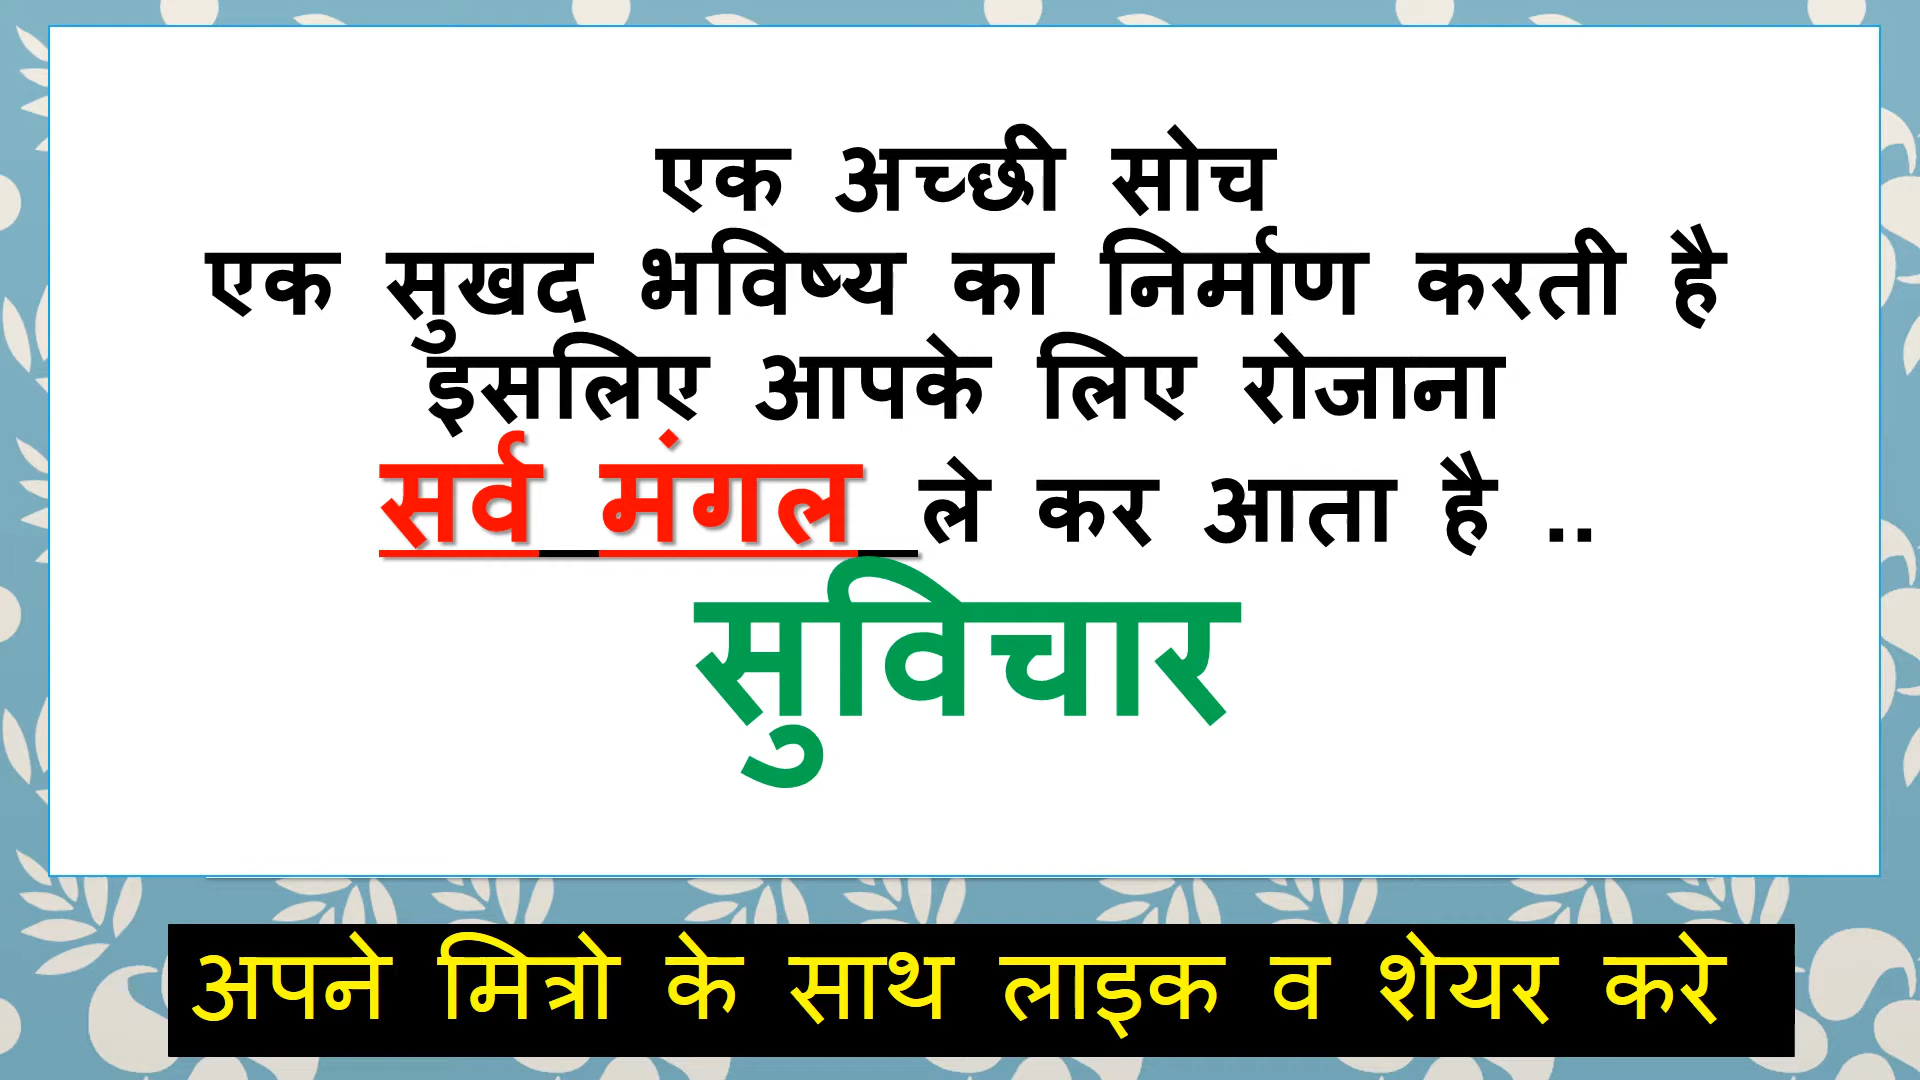 एक अच्छी सोच
एक सुखद भविष्य का निर्माण करती है
इसलिए आपके लिए रोजाना
सर्व मंगल ले कर आता है ..
सुविचार
अपने मित्रो के साथ लाइक व शेयर करे